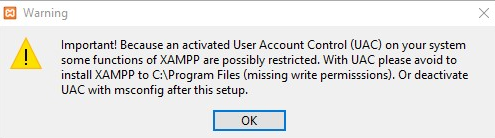 Warning
Important! Because an activated User Account Control (UAC) on your system
some functions of XAMPP are possibly restricted. With UAC please avoid to
install XAMPP to C:\Program Files (missing write permisssions). Or deactivate
UAC with msconfig after this setup.
OK